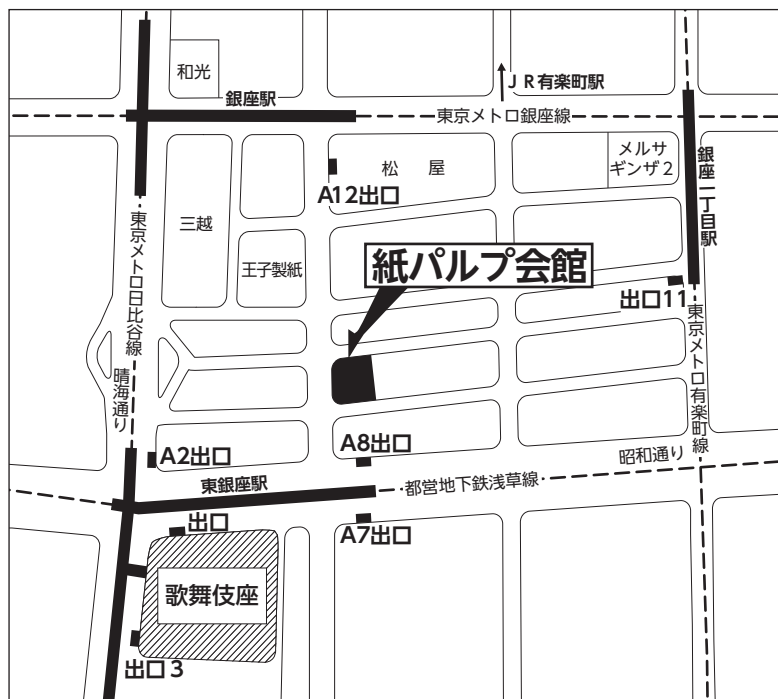 和光
JR有楽町駅
銀座駅
東京メトロ銀座線
松屋
メルサ
ギンザ2
銀座一丁目駅
A12出口
三越
王子製紙
紙パルプ会館
出口11
東京メトロ日比谷線
晴海通り
東京メトロ有楽町線
A2出口
A8出口
昭和通り
東銀座駅
都営地下鉄浅草線
出口
A7出口
歌舞伎座
出口3